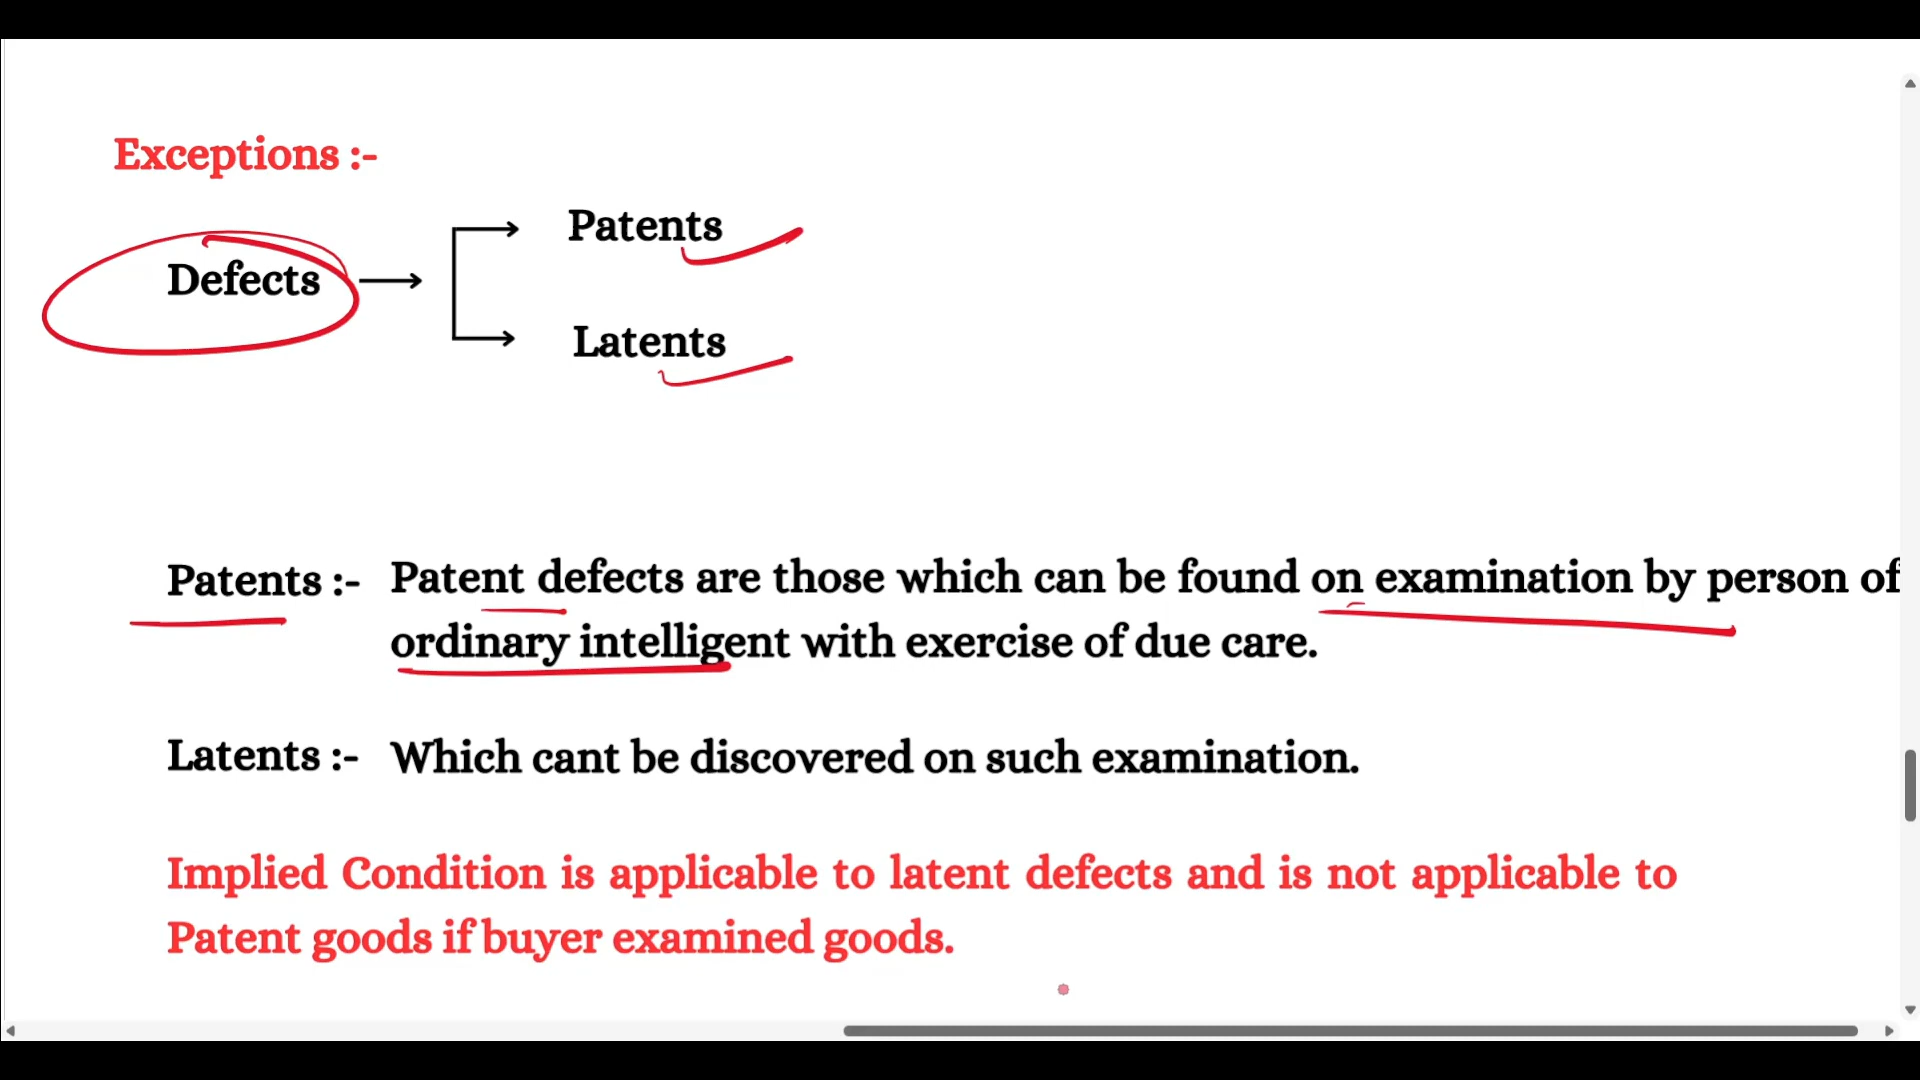 Exceptions :-
Patents
Defects
Latents
Patents :- Patent defects are those which can be found on examination by person of
ordinary intelligent with exercise of due care.
Latents :- Which cant be discovered on such examination.
Implied Condition is applicable to latent defects and is not applicable to
Patent goods if buyer examined goods.